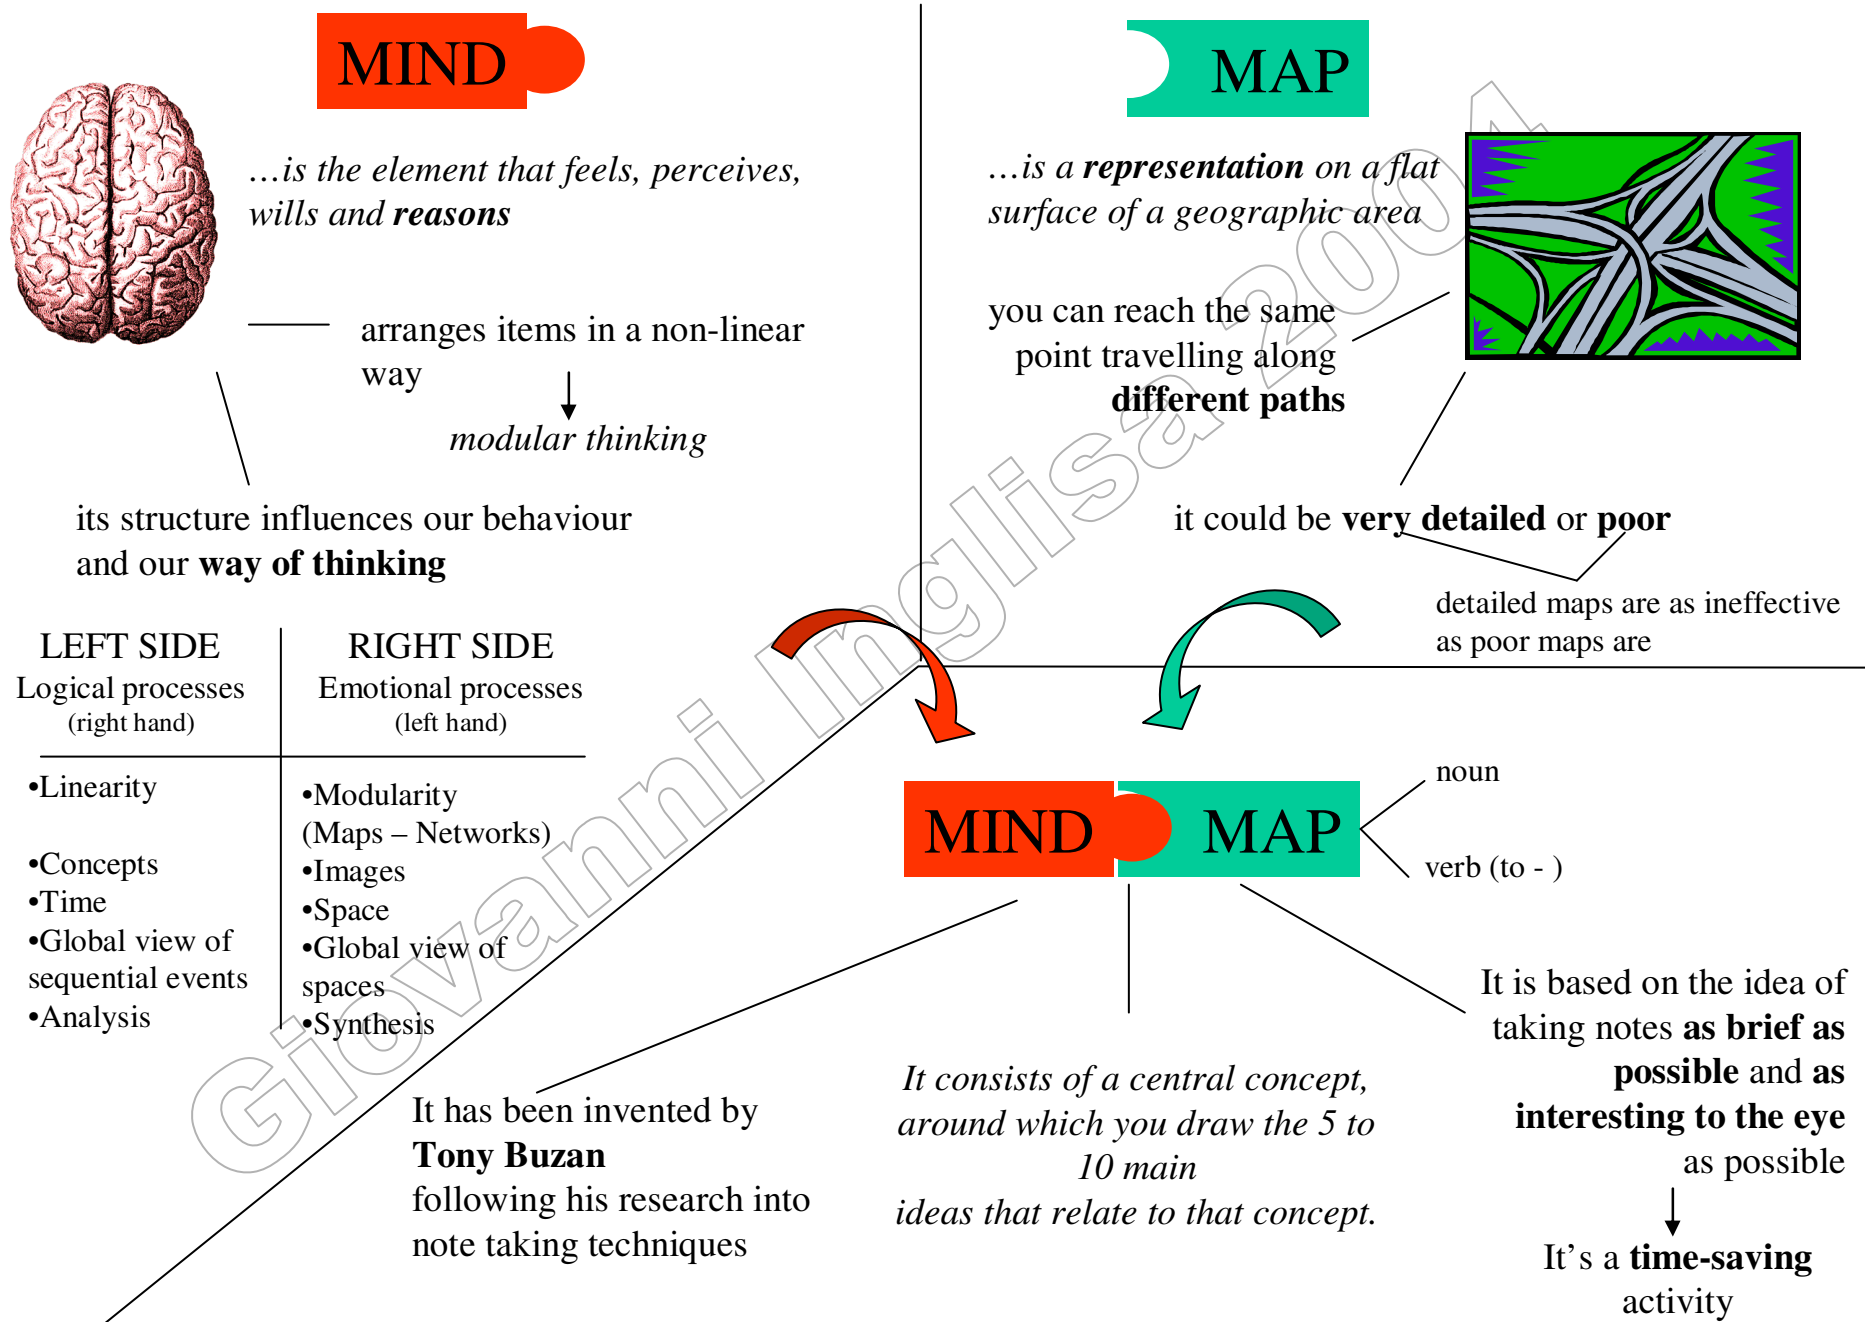 MIND
…is the element that feels, perceives,
wills and reasons
arranges items in a non-linear
way
modular thinking
its structure influences our behaviour
and our way of thinking
LEFT SIDE
Logical processes
(right hand)
•Linearity
•Concepts
•Time
•Global view of
sequential events
•Analysis
RIGHT SIDE
Emotional processes
(left hand)
•Modularity
(Maps – Networks)
•Images
•Space
•Global view of
spaces
•Synthesis
MAP
…is a representation on a flat
surface of a geographic area
you can reach the same
point travelling along
different paths
it could be very detailed or poor
detailed maps are as ineffective
as poor maps are
MIND MAP
noun
verb (to - )
It has been invented by
Tony Buzan
following his research into
note taking techniques
It consists of a central concept,
around which you draw the 5 to
10 main
ideas that relate to that concept.
It is based on the idea of
taking notes as brief as
possible and as
interesting to the eye
as possible
It’s a time-saving
activity
Giovanni Inglisa 2004